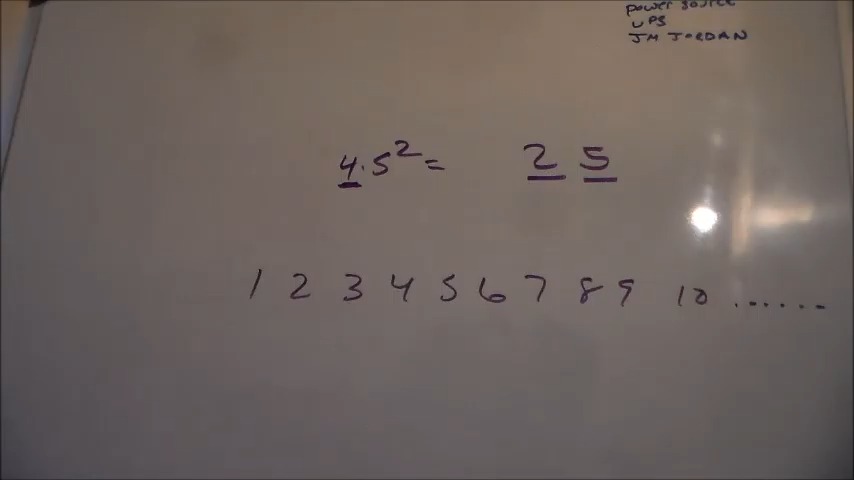 power source
UPS
JM JORDAN
4·5²= 2 5
1 2 3 4 5 6 7 8 9 10 .......